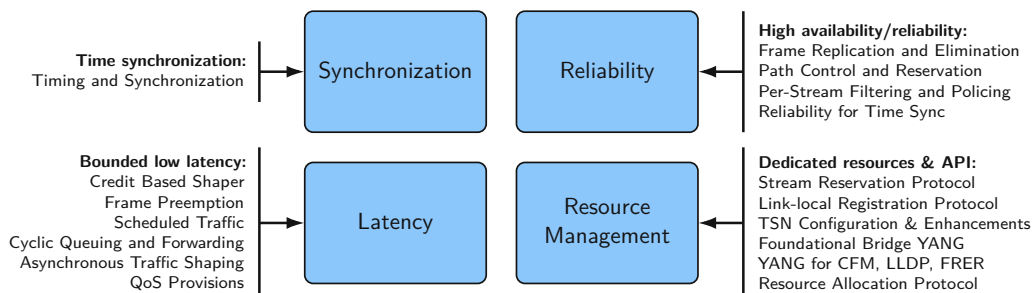 Time synchronization:
Timing and Synchronization
Synchronization
Reliability
High availability/reliability:
Frame Replication and Elimination
Path Control and Reservation
Per-Stream Filtering and Policing
Reliability for Time Sync
Bounded low latency:
Credit Based Shaper
Frame Preemption
Scheduled Traffic
Cyclic Queuing and Forwarding
Asynchronous Traffic Shaping
QoS Provisions
Latency
Resource
Management
Dedicated resources & API:
Stream Reservation Protocol
Link-local Registration Protocol
TSN Configuration & Enhancements
Foundational Bridge YANG
YANG for CFM, LLDP, FRER
Resource Allocation Protocol